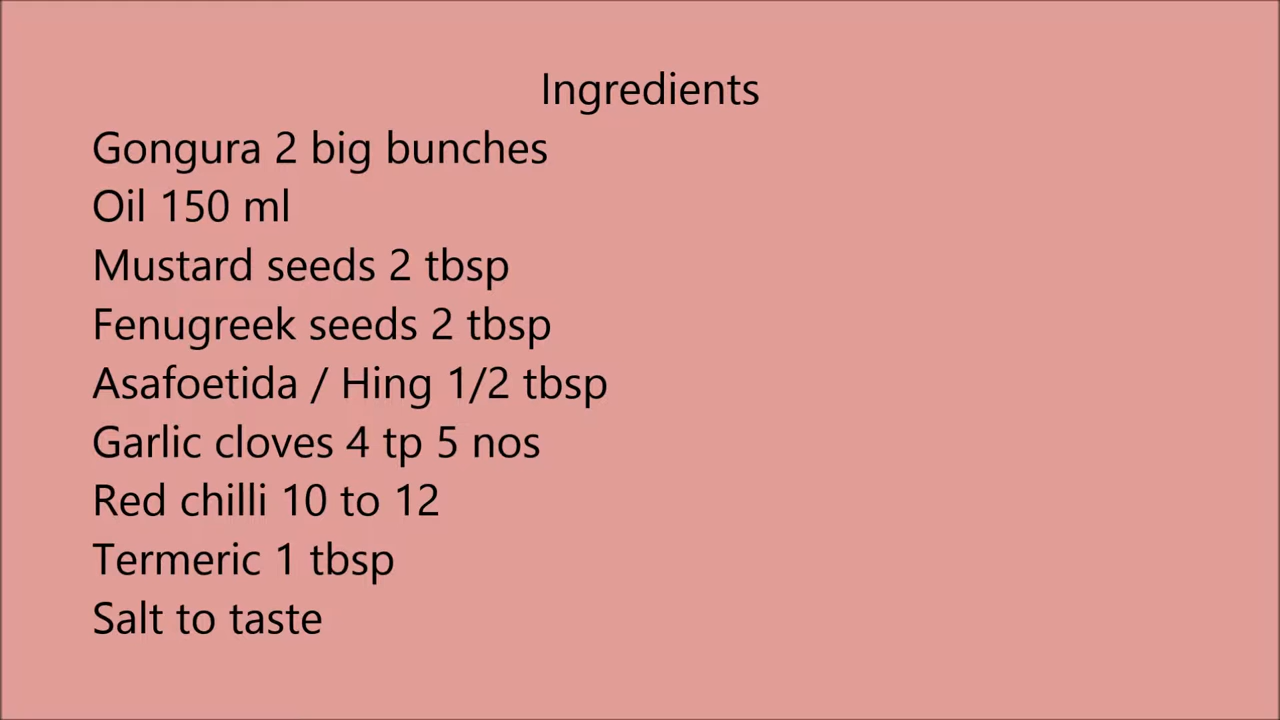 Ingredients
Gongura 2 big bunches
Oil 150 ml
Mustard seeds 2 tbsp
Fenugreek seeds 2 tbsp
Asafoetida / Hing 1/2 tbsp
Garlic cloves 4 tp 5 nos
Red chilli 10 to 12
Termeric 1 tbsp
Salt to taste